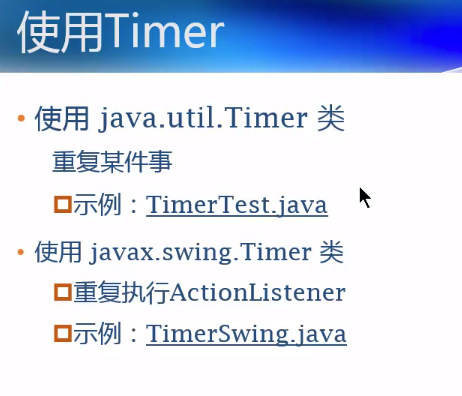 使用Timer
使用 java.util.Timer 类
重复某件事
示例：TimerTest.java
使用 javax.swing.Timer 类
重复执行ActionListener
示例：TimerSwing.java